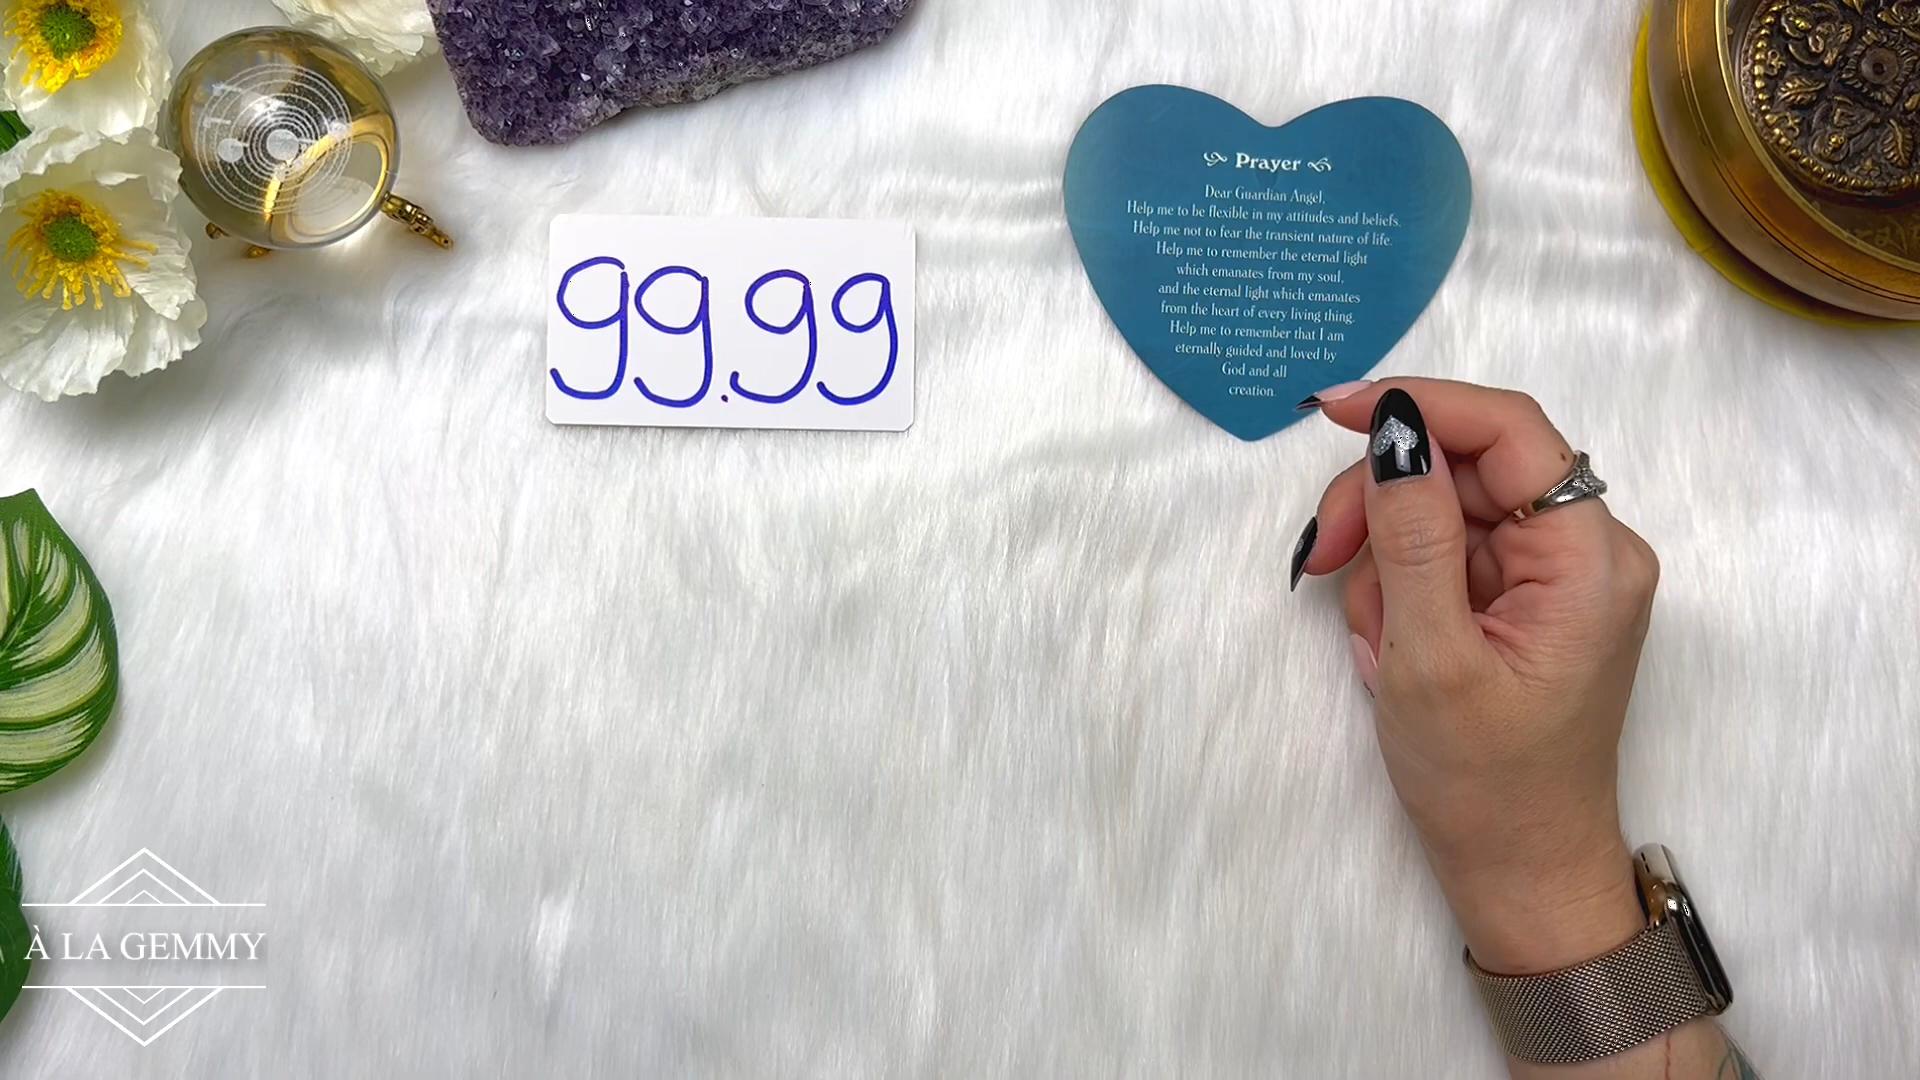 99.99
Prayer
Dear Guardian Angel,
Help me to be flexible in my attitudes and beliefs.
Help me not to fear the transient nature of life.
Help me to remember the eternal light
which emanates from my soul,
and the eternal light which emanates
from the heart of every living thing.
Help me to remember that I am
eternally guided and loved by
God and all
creation.
À LA GEMMY